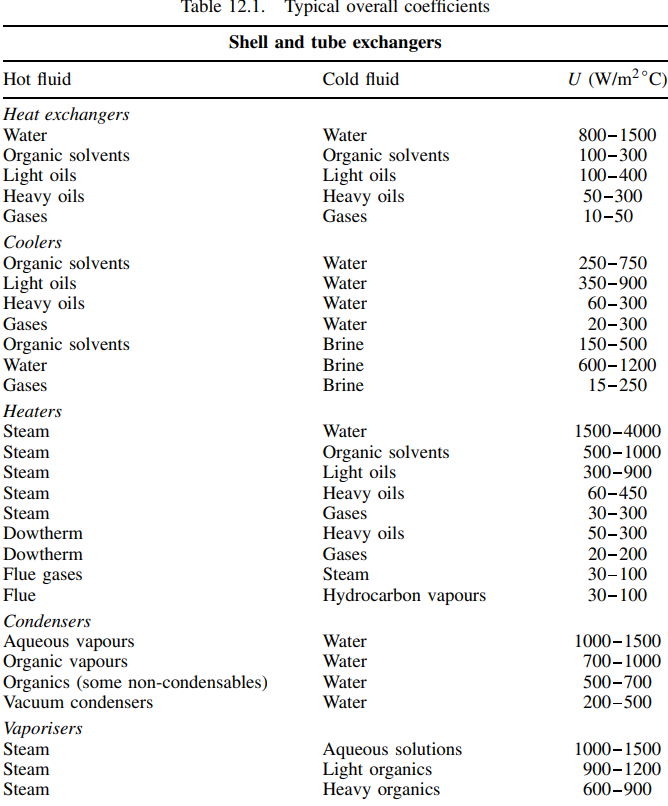 Table 12.1. Typical overall coefficients
Shell and tube exchangers
Hot fluid Cold fluid U (W/m²°C)
Heat exchangers
Water Water 800–1500
Organic solvents Organic solvents 100–300
Light oils Light oils 100–400
Heavy oils Heavy oils 50–300
Gases Gases 10–50
Coolers
Organic solvents Water 250–750
Light oils Water 350–900
Heavy oils Water 60–300
Gases Water 20–300
Organic solvents Brine 150–500
Water Brine 600–1200
Gases Brine 15–250
Heaters
Steam Water 1500–4000
Steam Organic solvents 500–1000
Steam Light oils 300–900
Steam Heavy oils 60–450
Steam Gases 30–300
Dowtherm Heavy oils 50–300
Dowtherm Gases 20–200
Flue gases Steam 30–100
Flue Hydrocarbon vapours 30–100
Condensers
Aqueous vapours Water 1000–1500
Organic vapours Water 700–1000
Organics (some non-condensables) Water 500–700
Vacuum condensers Water 200–500
Vaporisers
Steam Aqueous solutions 1000–1500
Steam Light organics 900–1200
Steam Heavy organics 600–900